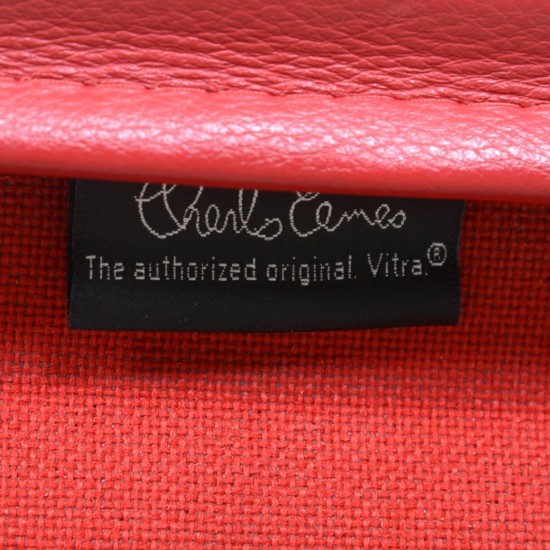 Charles Eames
The authorized original. Vitra.®